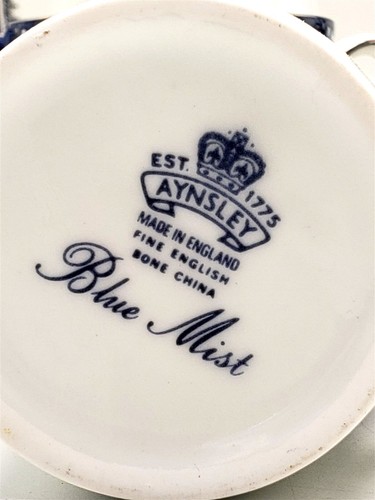 EST. 1775
AYNSLEY
MADE IN ENGLAND
FINE ENGLISH
BONE CHINA
Blue Mist